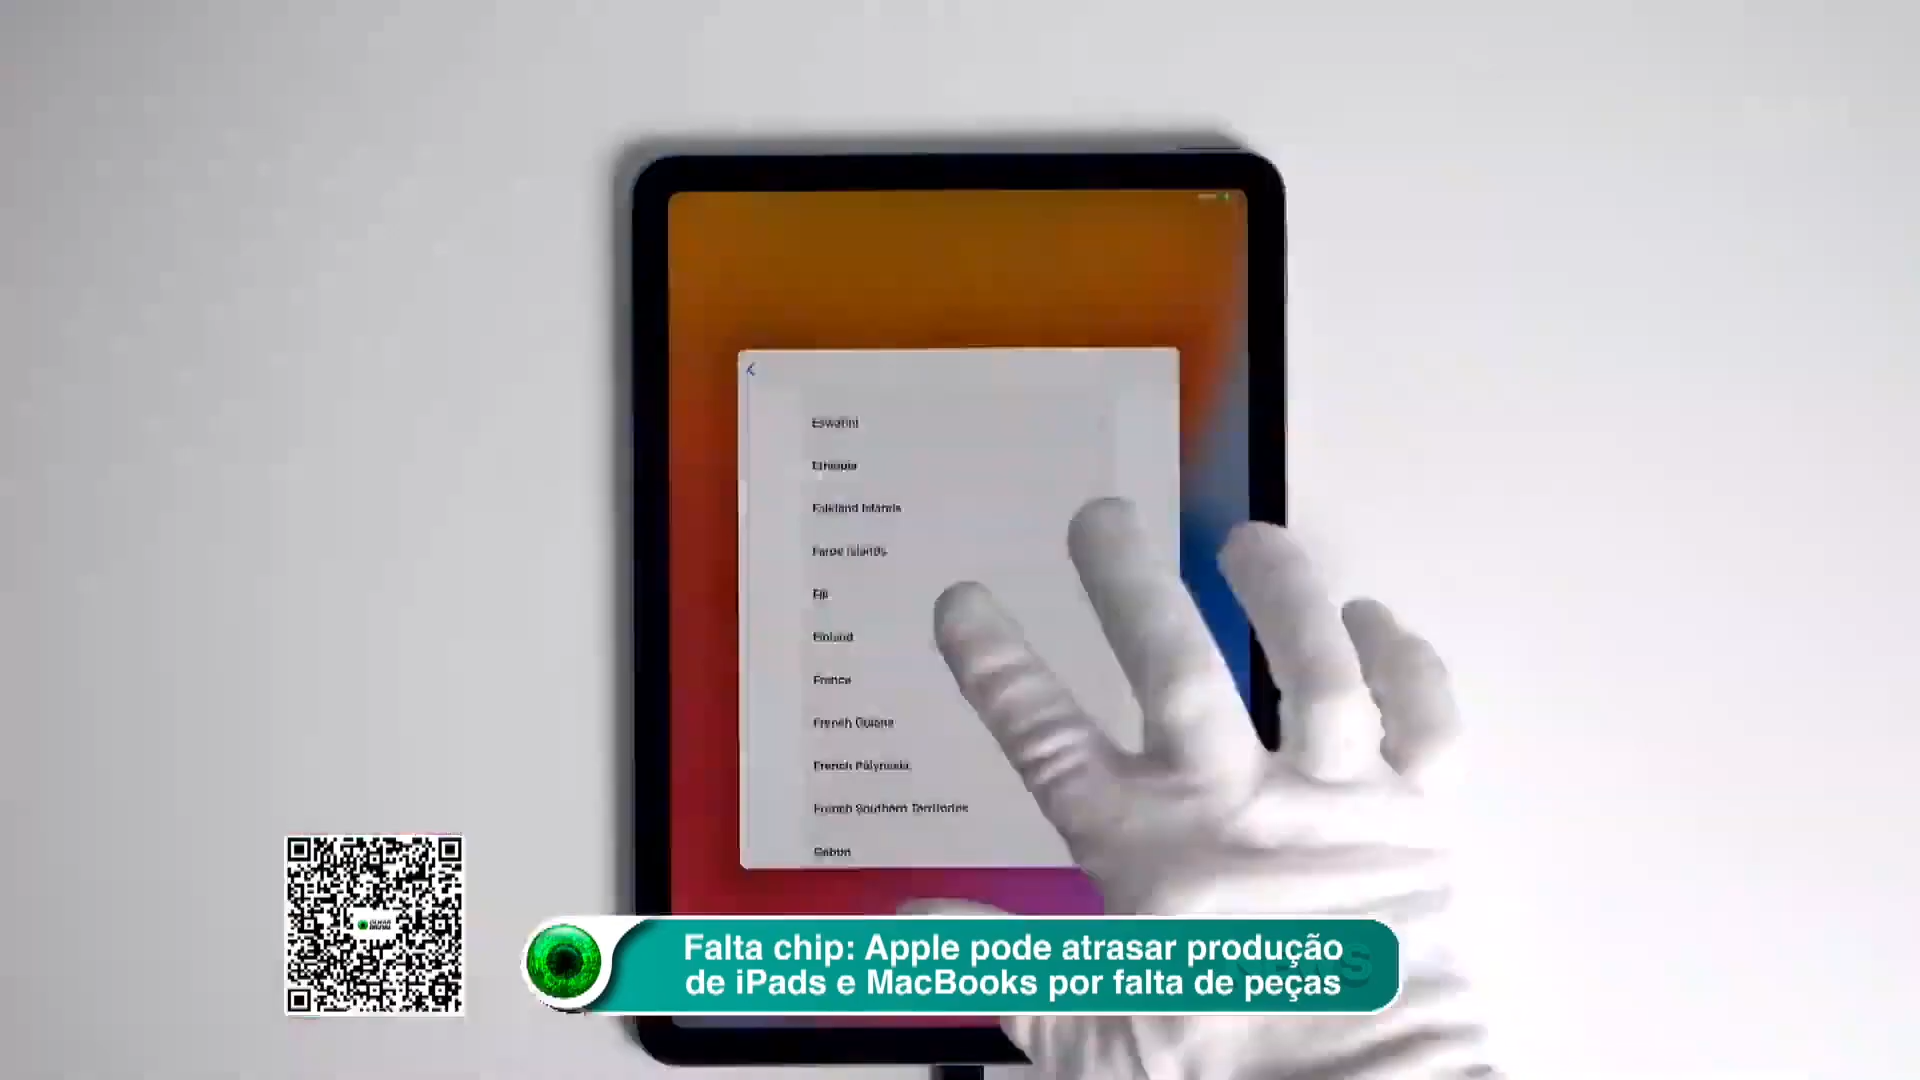 Eswatini
Ethiopia
Falkland Islands
Faroe Islands
Fiji
Finland
France
French Guiana
French Polynesia
French Southern Territories
Gabon
Falta chip: Apple pode atrasar produção
de iPads e MacBooks por falta de peças